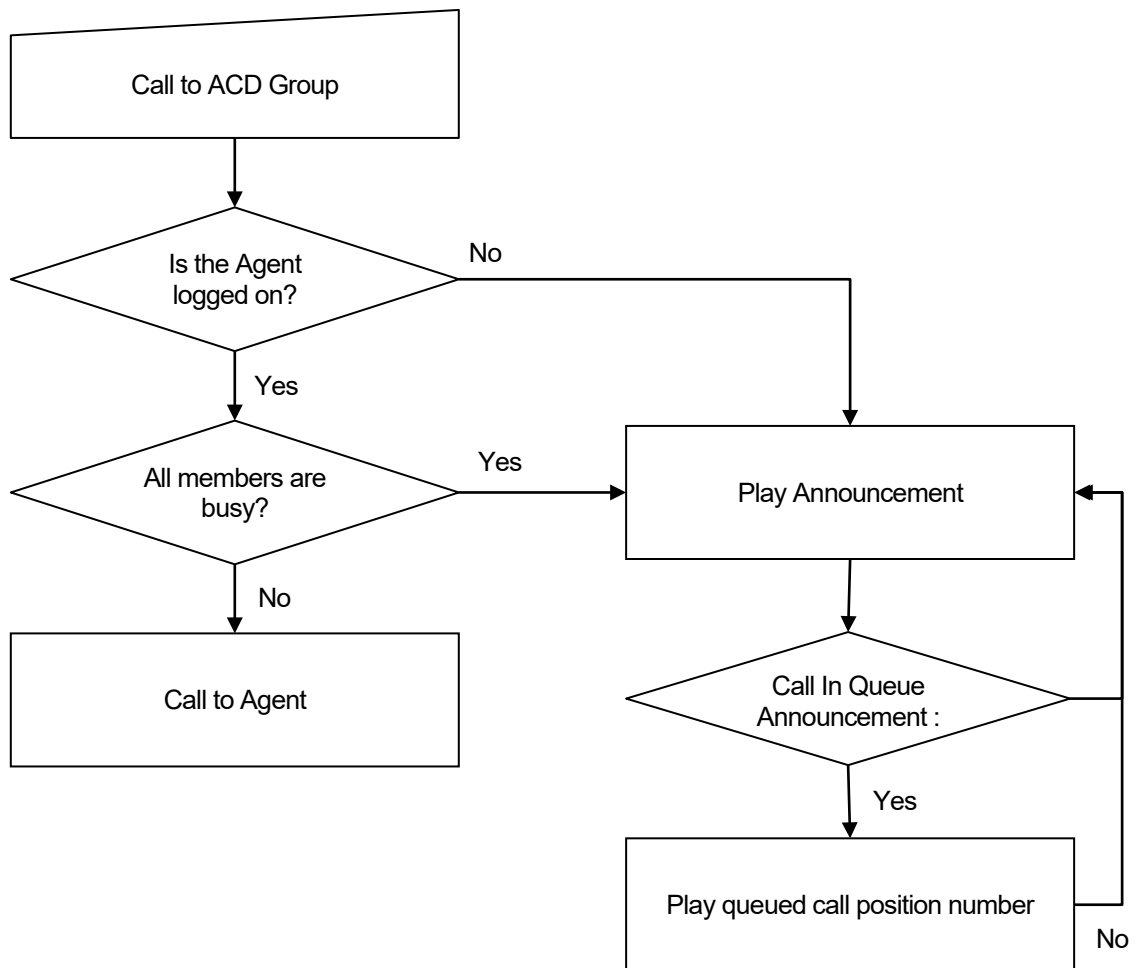 Call to ACD Group
Is the Agent
logged on?
No
Yes
All members are
busy?
Yes
Play Announcement
No
Call to Agent
Call In Queue
Announcement :
Yes
Play queued call position number
No